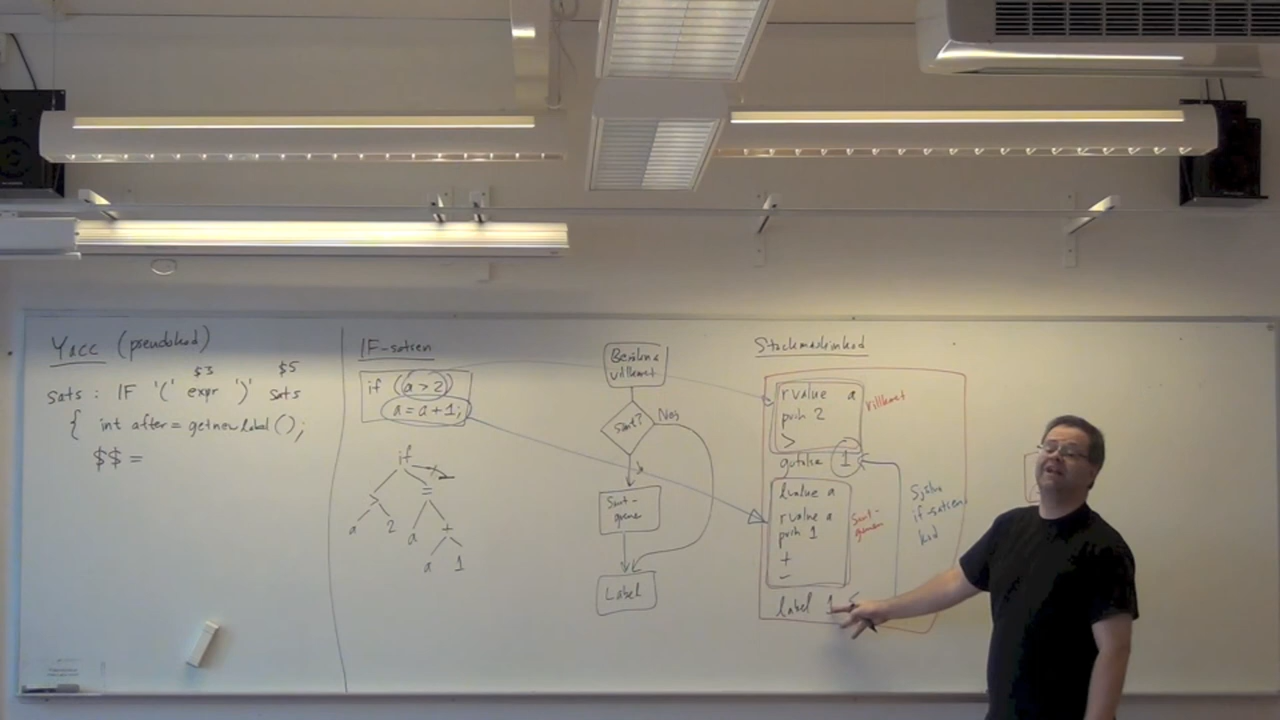 Yacc (pseudokod)
$3 $5
sats : IF '(' expr ')' sats
{ int after = getnewlabel();
$$ =
IF-satsen
if (a > 2)
a = a + 1;
if
> =
a 2 a +
a 1
Beräkna
villkoret
Sant?
Nej
Sant-
grena
Label
Stackmaskinkod
rvalue a
push 2
>
villkoret
gofalse 1
lvalue a
rvalue a
push 1
+
Sant-
grenen
label 1
Själva
if-satsen
kod